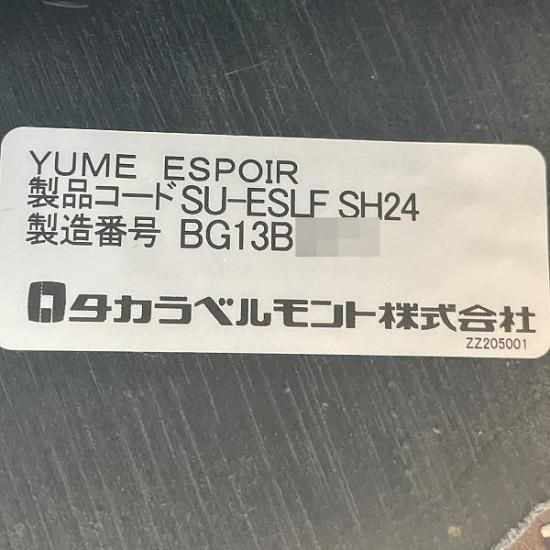 YUME ESPOIR
製品コード SU-ESLF SH24
製造番号 BG13B
タカラベルモント株式会社
ZZ205001